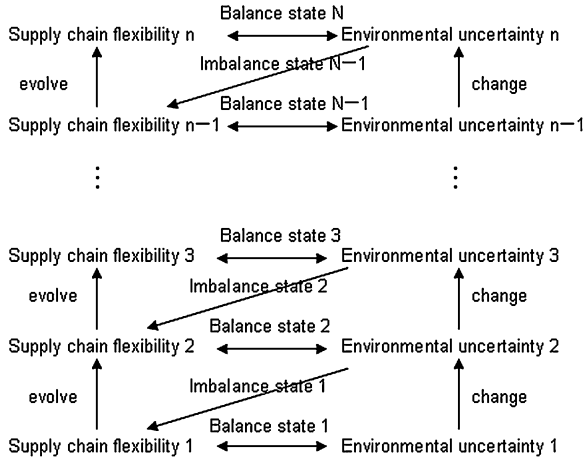 Balance state N
Supply chain flexibility n
Environmental uncertainty n
Imbalance state N−1
evolve
change
Balance state N−1
Supply chain flexibility n−1
Environmental uncertainty n−1
⋮
⋮
Balance state 3
Supply chain flexibility 3
Environmental uncertainty 3
Imbalance state 2
evolve
change
Balance state 2
Supply chain flexibility 2
Environmental uncertainty 2
Imbalance state 1
evolve
change
Balance state 1
Supply chain flexibility 1
Environmental uncertainty 1